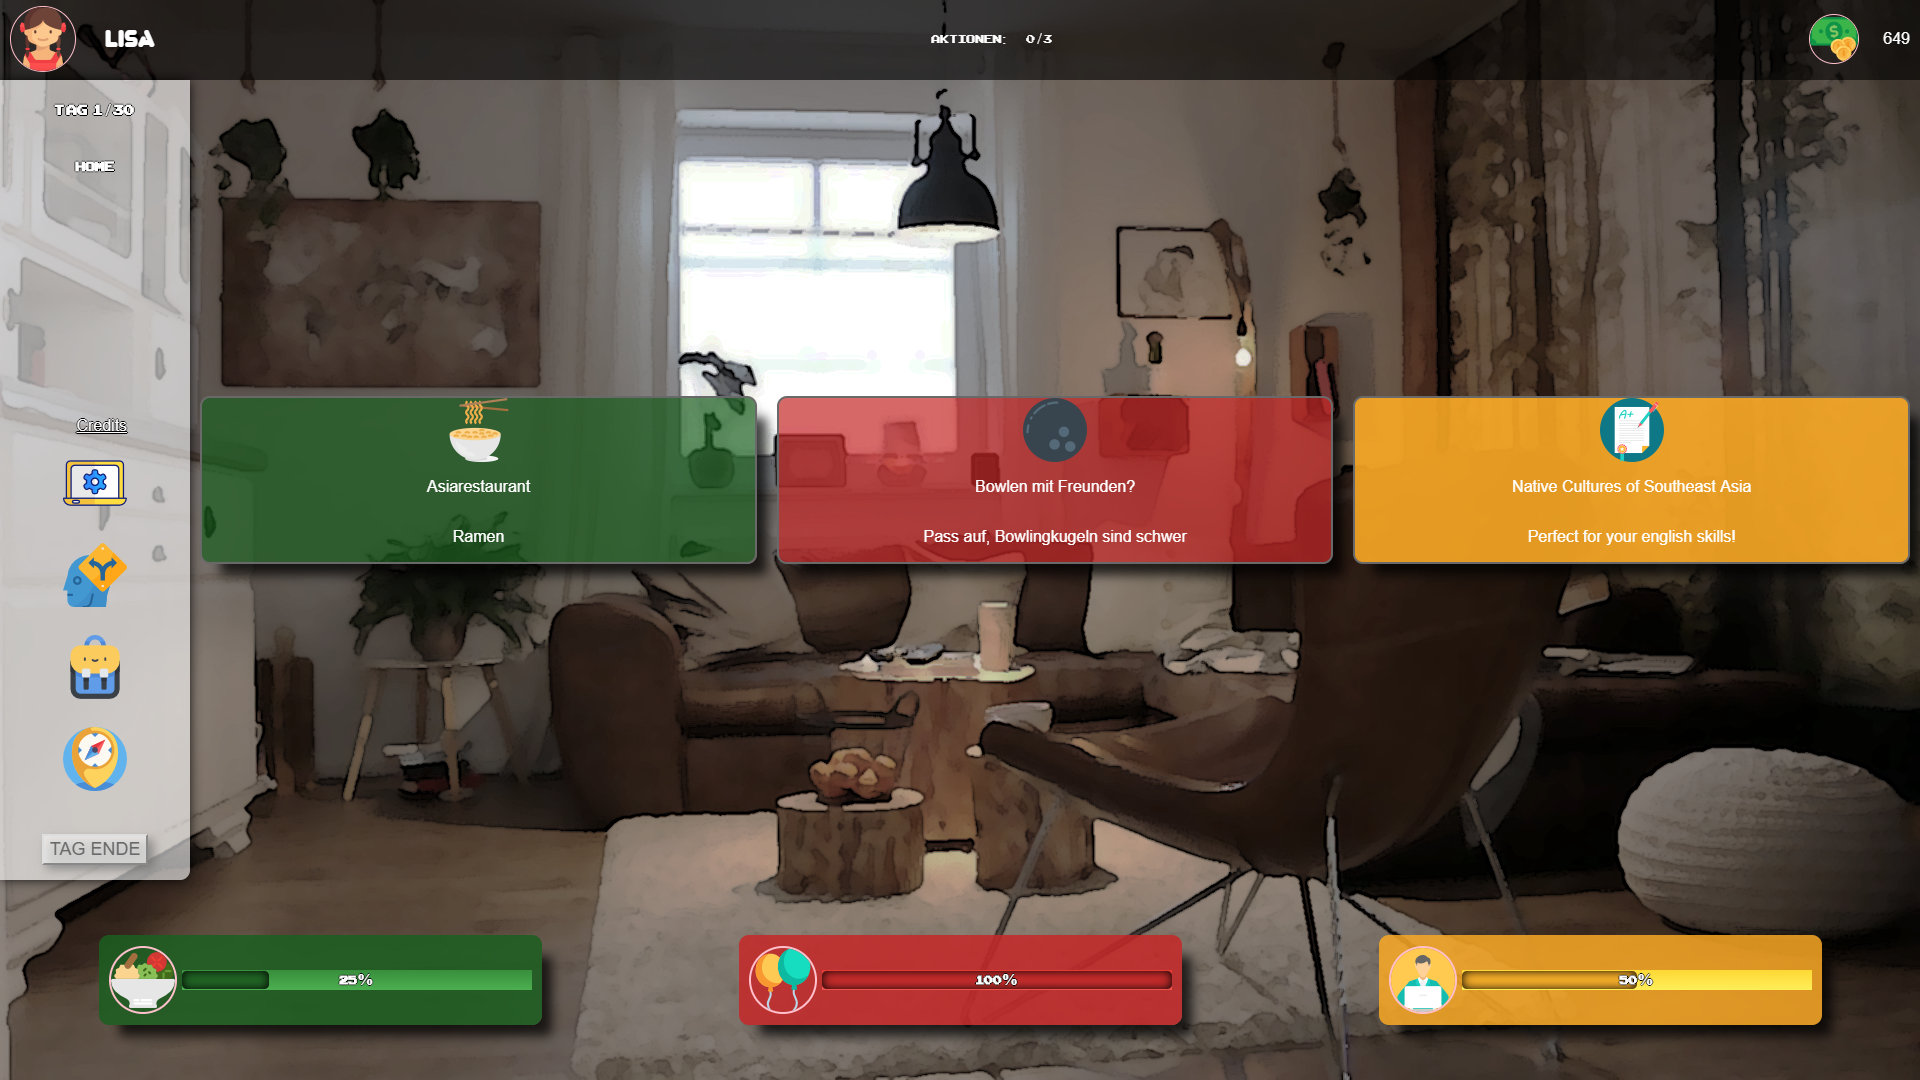 LISA
AKTIONEN: 0/3
649
TAG 1/30
HOME
Credits
TAG ENDE
Asiarestaurant
Ramen
Bowlen mit Freunden?
Pass auf, Bowlingkugeln sind schwer
A+
Native Cultures of Southeast Asia
Perfect for your english skills!
25%
100%
50%